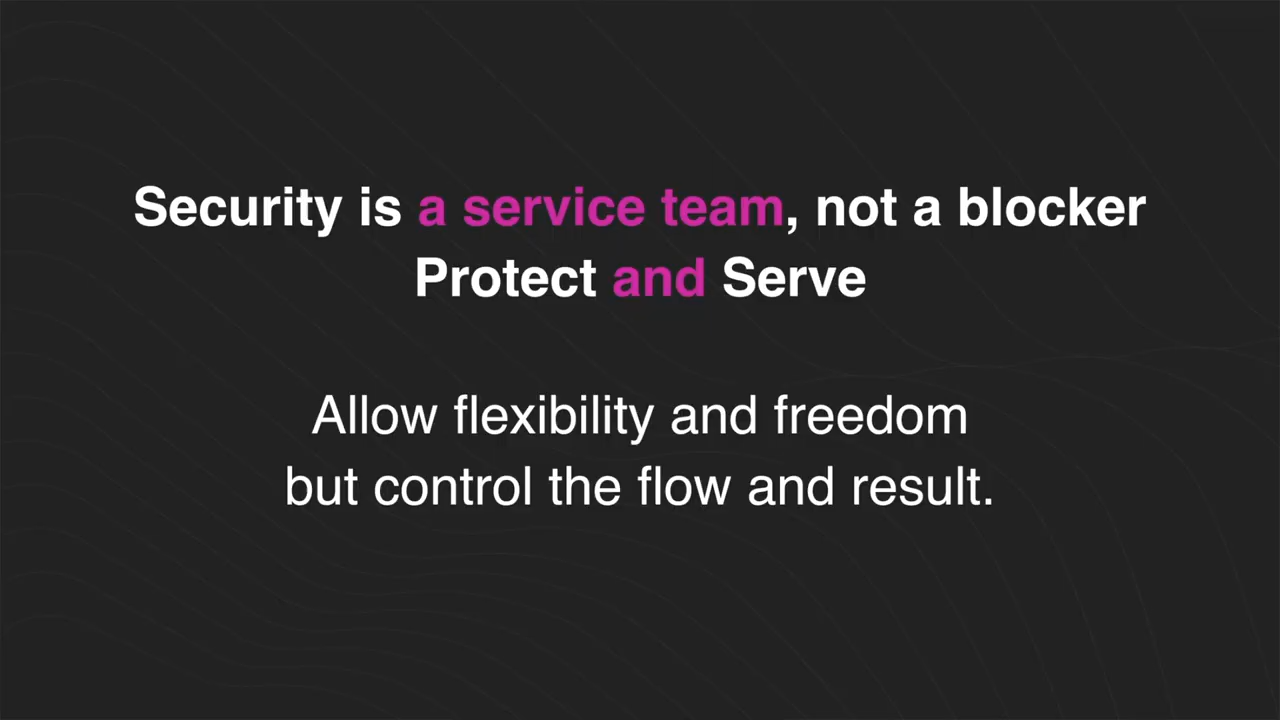 Security is a service team, not a blocker
Protect and Serve
Allow flexibility and freedom
but control the flow and result.